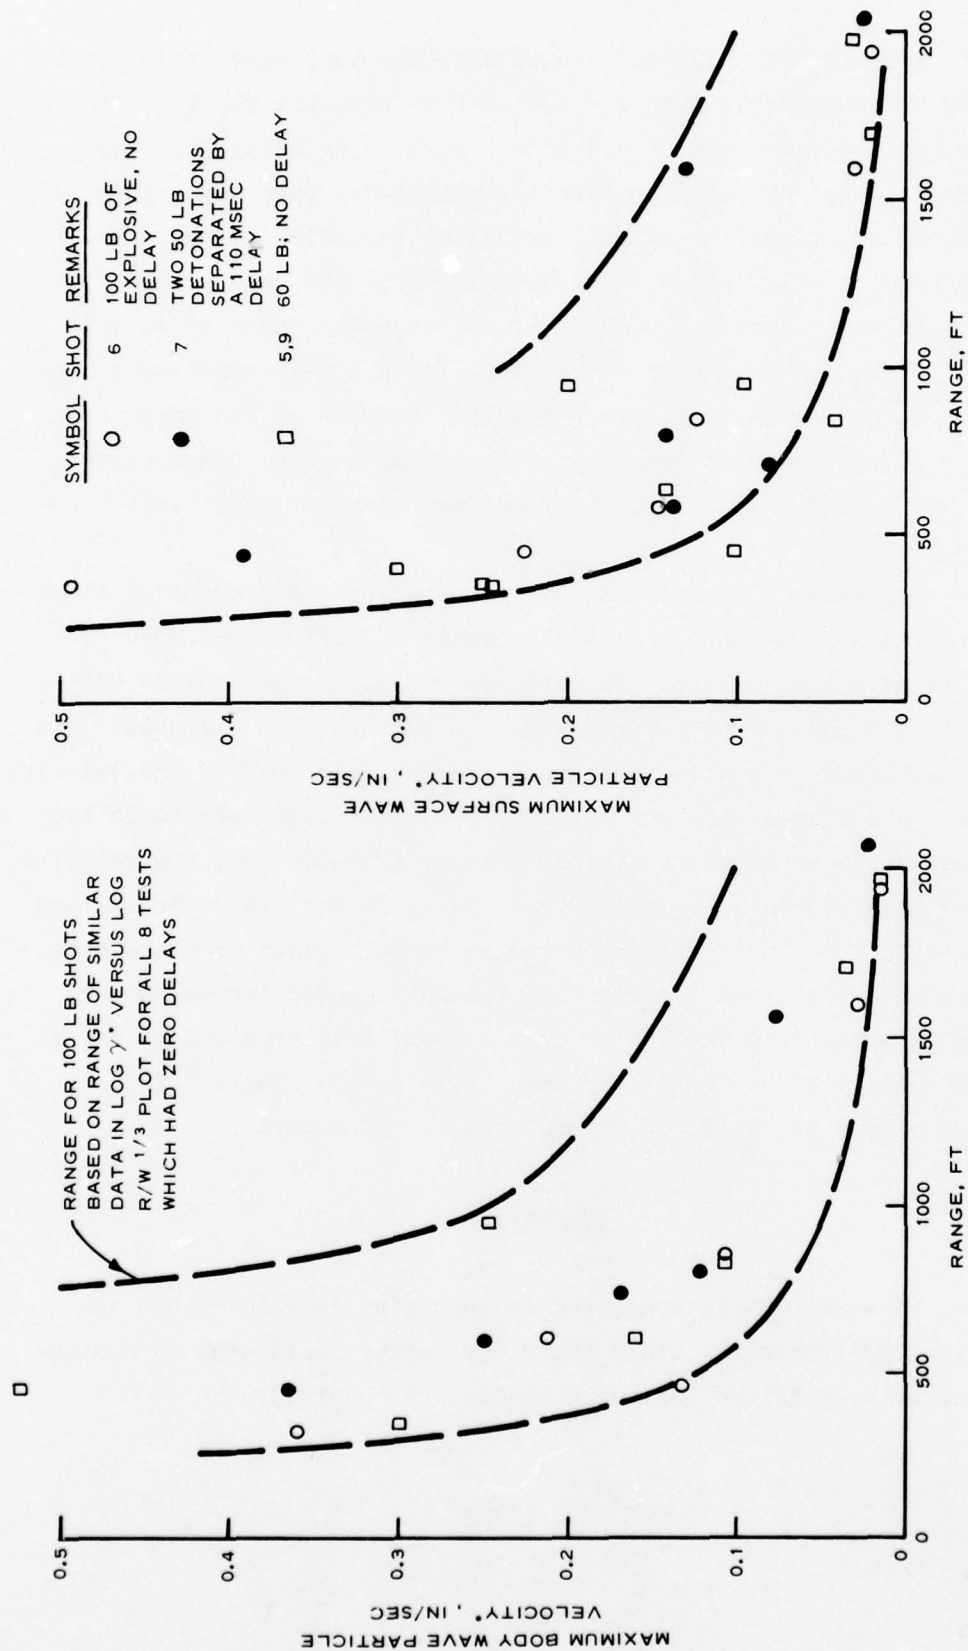 RANGE FOR 100 LB SHOTS
BASED ON RANGE OF SIMILAR
DATA IN LOG γ* VERSUS LOG
R/W 1/3 PLOT FOR ALL 8 TESTS
WHICH HAD ZERO DELAYS
MAXIMUM BODY WAVE PARTICLE
VELOCITY*, IN/SEC
0.5
0.4
0.3
0.2
0.1
0
0
500
1000
1500
2000
RANGE, FT
SYMBOL SHOT REMARKS
6 100 LB OF
EXPLOSIVE, NO
DELAY
7 TWO 50 LB
DETONATIONS
SEPARATED BY
A 110 MSEC
DELAY
5,9 60 LB; NO DELAY
MAXIMUM SURFACE WAVE
PARTICLE VELOCITY*, IN/SEC
0.5
0.4
0.3
0.2
0.1
0
0
500
1000
1500
2000
RANGE, FT